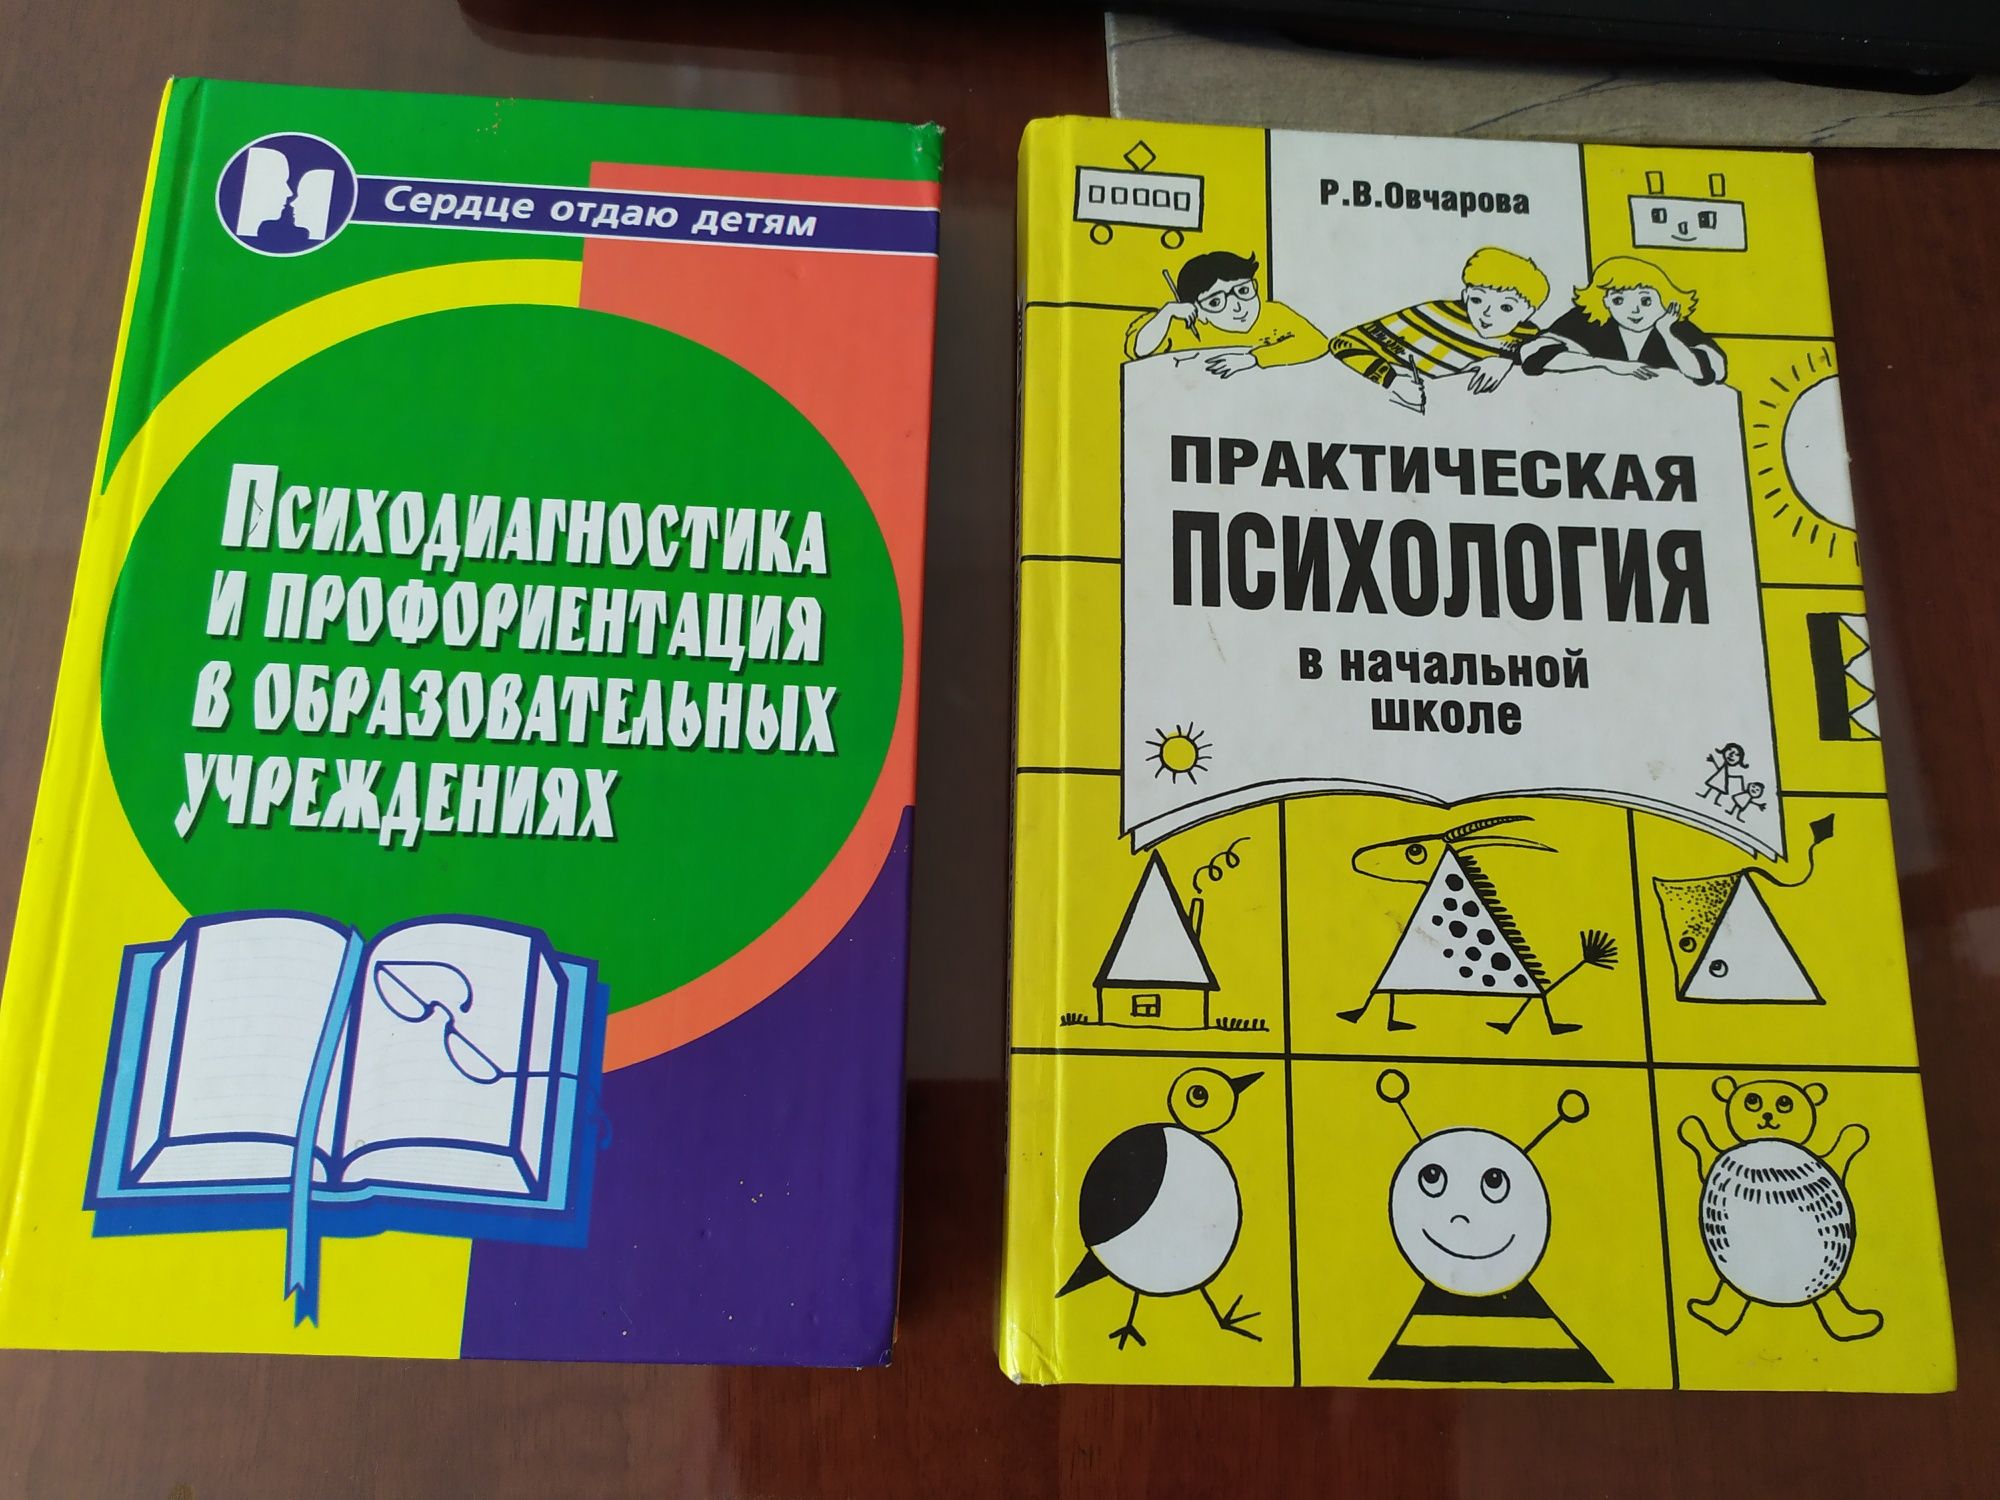 Сердце отдаю детям
Психодиагностика
и профориентация
в образовательных
учреждениях
Р.В.Овчарова
ПРАКТИЧЕСКАЯ
ПСИХОЛОГИЯ
в начальной
школе